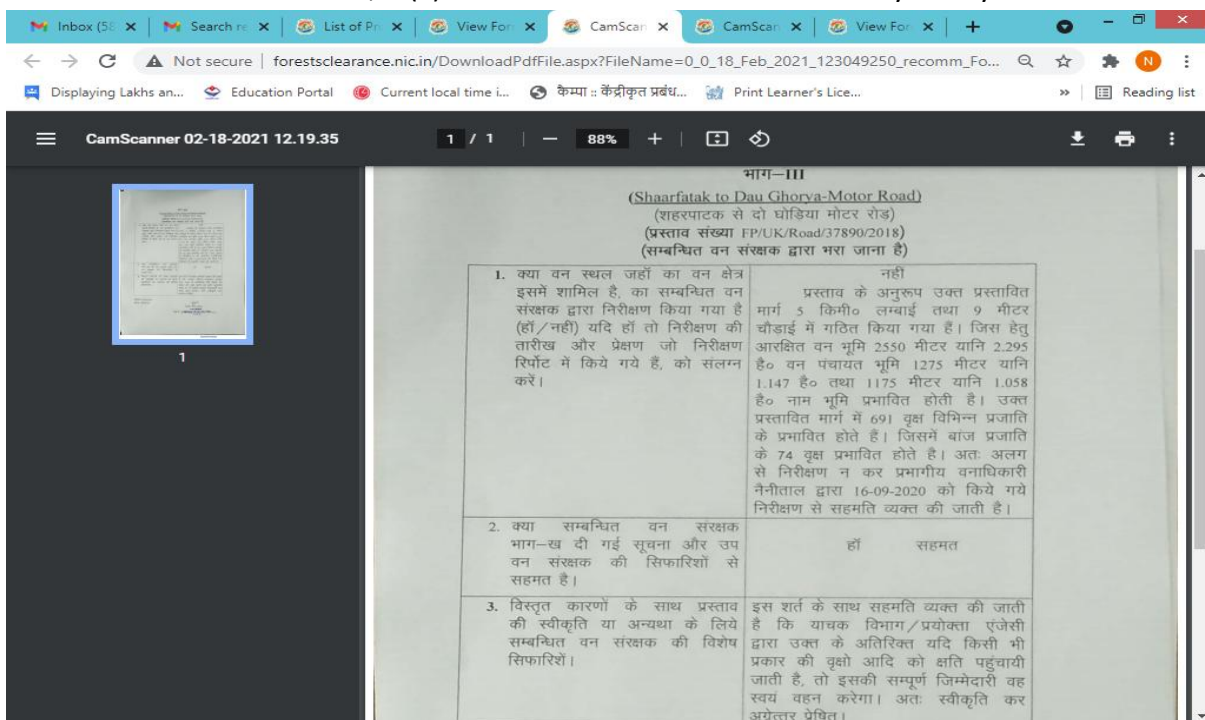 Inbox (58
Search re
List of Pr
View For
CamScan
CamScan
View For
Not secure | forestsclearance.nic.in/DownloadPdfFile.aspx?FileName=0_0_18_Feb_2021_123049250_recomm_Fo...
N
Displaying Lakhs an...
Education Portal
Current local time i...
कैम्पा :: केंद्रीकृत प्रबंध...
Print Learner's Lice...
»
Reading list
CamScanner 02-18-2021 12.19.35
1 / 1
88%
1
भाग–III
(Shaarfatak to Dau Ghorya-Motor Road)
(शहरपाटक से दो घोडिया मोटर रोड)
(प्रस्ताव संख्या FP/UK/Road/37890/2018)
(सम्बन्धित वन संरक्षक द्वारा भरा जाना है)
1. क्या वन स्थल जहॉ का वन क्षेत्र
इसमें शामिल है, का सम्बन्धित वन
संरक्षक द्वारा निरीक्षण किया गया है
(हॉ/नहीं) यदि हॉ तो निरीक्षण की
तारीख और प्रेक्षण जो निरीक्षण
रिर्पोट में किये गये हैं, को संलग्न
करें।
नहीं
प्रस्ताव के अनुरूप उक्त प्रस्तावित
मार्ग 5 किमी० लम्बाई तथा 9 मीटर
चौडाई में गठित किया गया हैं। जिस हेतु
आरक्षित वन भूमि 2550 मीटर यानि 2.295
है० वन पंचायत भूमि 1275 मीटर यानि
1.147 है० तथा 1175 मीटर यानि 1.058
है० नाम भूमि प्रभावित होती है। उक्त
प्रस्तावित मार्ग में 691 वृक्ष विभिन्न प्रजाति
के प्रभावित होते हैं। जिसमें बांज प्रजाति
के 74 वृक्ष प्रभावित होते है। अतः अलग
से निरीक्षण न कर प्रभागीय वनाधिकारी
नैनीताल द्वारा 16-09-2020 को किये गये
निरीक्षण से सहमति व्यक्त की जाती है।
2. क्या सम्बन्धित वन संरक्षक
भाग–ख दी गई सूचना और उप
वन संरक्षक की सिफारिशों से
सहमत है।
हॉ सहमत
3. विस्तृत कारणों के साथ प्रस्ताव
की स्वीकृति या अन्यथा के लिये
सम्बन्धित वन संरक्षक की विशेष
सिफारिशें।
इस शर्त के साथ सहमति व्यक्त की जाती
है कि याचक विभाग/प्रयोक्ता एंजेसी
द्वारा उक्त के अतिरिक्त यदि किसी भी
प्रकार की वृक्षो आदि को क्षति पहुंचायी
जाती है, तो इसकी सम्पूर्ण जिम्मेदारी वह
स्वयं वहन करेगा। अतः स्वीकृति कर
अग्रेत्तर प्रेषित।